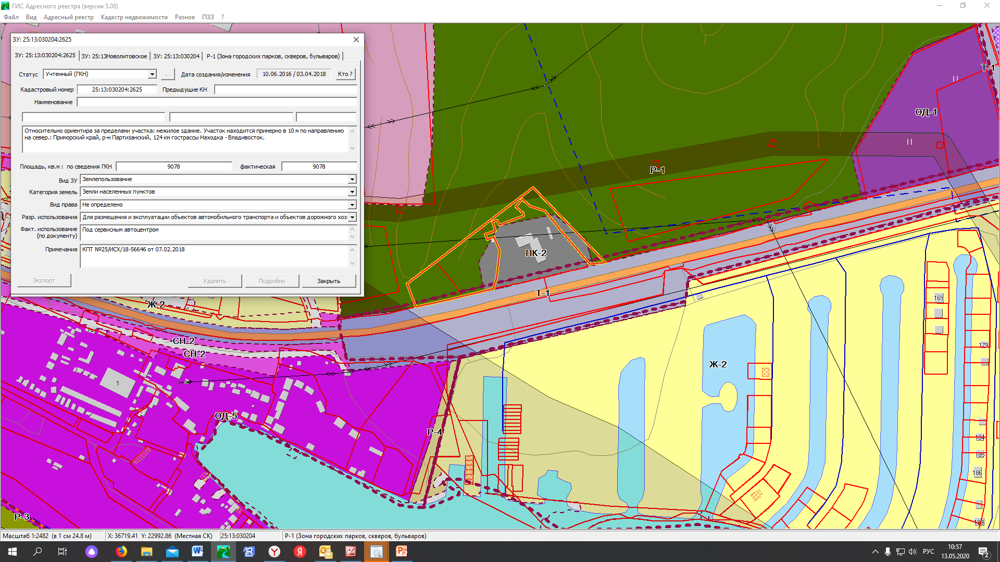 ГИС Адресного реестра (версия 5.08)
Файл Вид Адресный реестр Кадастр недвижимости Разное ПЗЗ ?
ЗУ: 25:13:030204:2625
ЗУ: 25:13:030204:2625 ЗУ: 25:13Новолитовское ЗУ: 25:13:030204 Р-1 (Зона городских парков, скверов, бульваров)
Статус Учтенный (ГКН) ... Дата создания/изменения 10.06.2016 / 03.04.2018 Кто ?
Кадастровый номер 25:13:030204:2625 Предыдущие КН
Наименование
Относительно ориентира за пределами участка: нежилое здание. Участок находится примерно в 10 м по направлению
на север.: Приморский край, р-н Партизанский, 124 км гострассы Находка - Владивосток.
Площадь, кв.м : по сведения ГКН 9078 фактическая 9078
Вид ЗУ Землепользование
Категория земель Земли населенных пунктов
Вид права Не определено
Разр. использования Для размещения и эксплуатации объектов автомобильного транспорта и объектов дорожного хоз
Факт. использование Под сервисным автоцентром
(по документу)
Примечания КПТ №25/ИСХ/18-56646 от 07.02.2018
Экспорт Удалить Подробно Закрыть
Т-1
ОД-1
Р-1
ПК-2
Т-1
Ж-2
169
СН-2
179
СН-2
Ж-2
1
ОД-5
Р-4
184
185
186
Р-3
Масштаб 1:2482 (в 1 см 24.8 м) X: 36719.41 Y: 22992.86 (Местная СК) 25:13:030204 Р-1 (Зона городских парков, скверов, бульваров)
РУС
10:57
13.05.2020
2